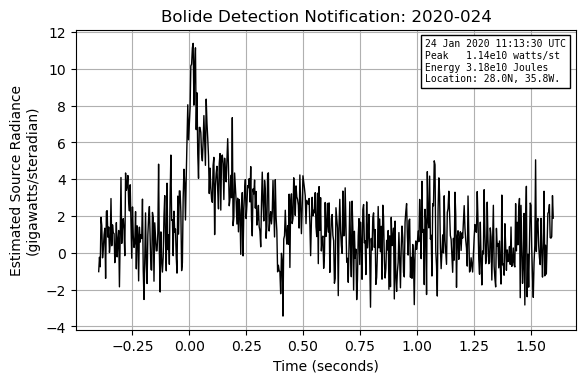 Bolide Detection Notification: 2020-024
24 Jan 2020 11:13:30 UTC
Peak   1.14e10 watts/st
Energy 3.18e10 Joules
Location: 28.0N, 35.8W.
Estimated Source Radiance
(gigawatts/steradian)
12
10
8
6
4
2
0
−2
−4
−0.25 0.00 0.25 0.50 0.75 1.00 1.25 1.50
Time (seconds)